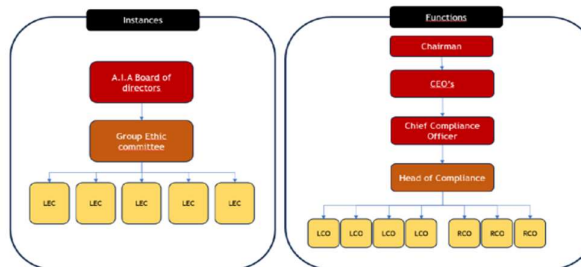 Instances
A.I.A Board of
directors
Group Ethic
committee
LEC
LEC
LEC
LEC
LEC
Functions
Chairman
CEO's
Chief Compliance
Officer
Head of Compliance
LCO
LCO
LCO
LCO
RCO
RCO
RCO